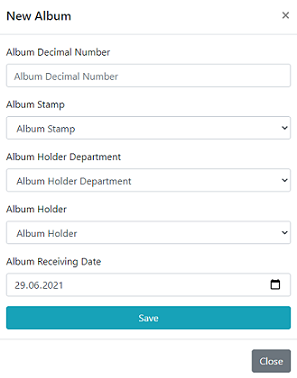 New Album ×
Album Decimal Number
Album Decimal Number
Album Stamp
Album Stamp
Album Holder Department
Album Holder Department
Album Holder
Album Holder
Album Receiving Date
29.06.2021
Save
Close